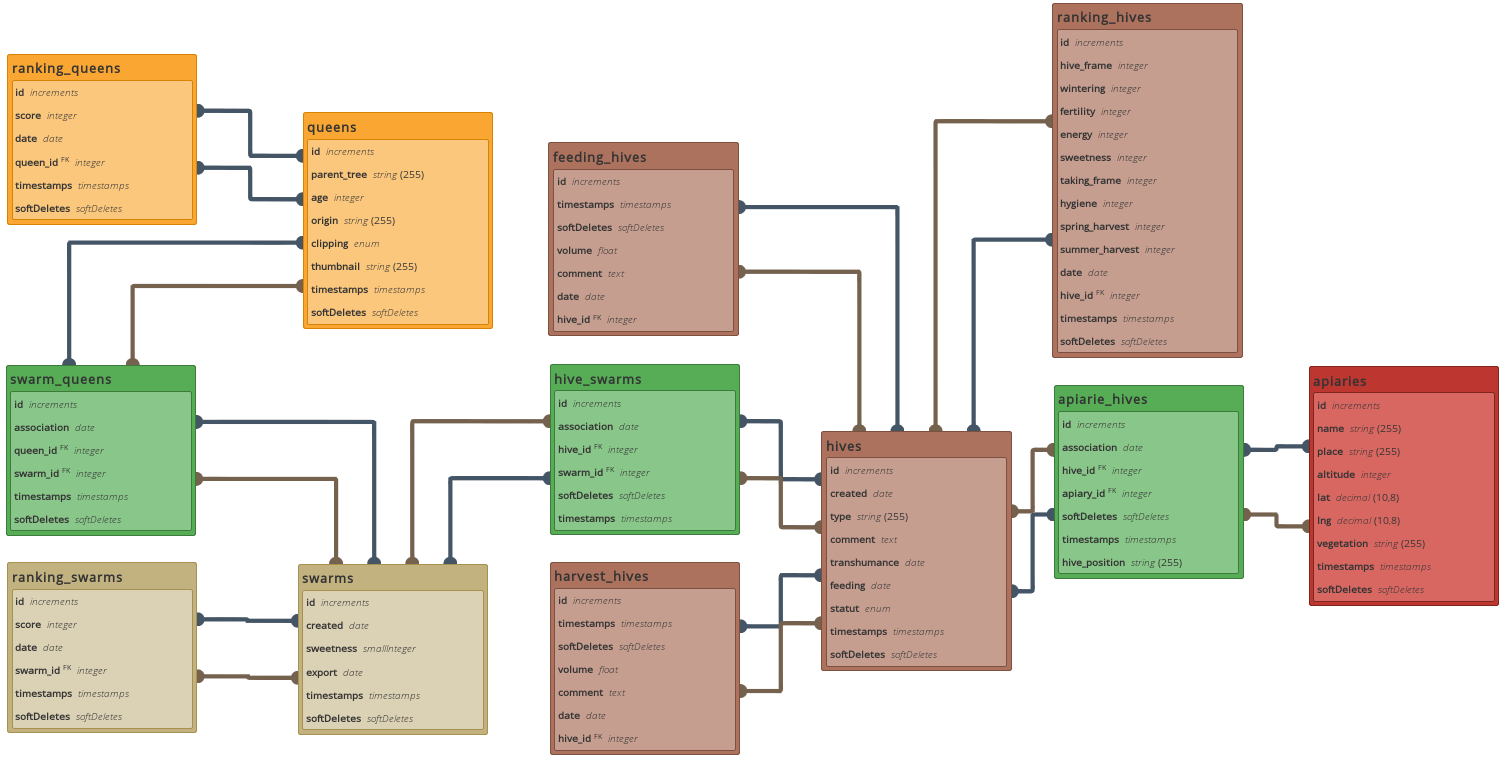 ranking_queens
id increments
score integer
date date
queen_id FK integer
timestamps timestamps
softDeletes softDeletes
queens
id increments
parent_tree string (255)
age integer
origin string (255)
clipping enum
thumbnail string (255)
timestamps timestamps
softDeletes softDeletes
feeding_hives
id increments
timestamps timestamps
softDeletes softDeletes
volume float
comment text
date date
hive_id FK integer
ranking_hives
id increments
hive_frame integer
wintering integer
fertility integer
energy integer
sweetness integer
taking_frame integer
hygiene integer
spring_harvest integer
summer_harvest integer
date date
hive_id FK integer
timestamps timestamps
softDeletes softDeletes
swarm_queens
id increments
association date
queen_id FK integer
swarm_id FK integer
timestamps timestamps
softDeletes softDeletes
hive_swarms
id increments
association date
hive_id FK integer
swarm_id FK integer
softDeletes softDeletes
timestamps timestamps
hives
id increments
created date
type string (255)
comment text
transhumance date
feeding date
statut enum
timestamps timestamps
softDeletes softDeletes
apiarie_hives
id increments
association date
hive_id FK integer
apiary_id FK integer
softDeletes softDeletes
timestamps timestamps
hive_position string (255)
apiaries
id increments
name string (255)
place string (255)
altitude integer
lat decimal (10,8)
lng decimal (10,8)
vegetation string (255)
timestamps timestamps
softDeletes softDeletes
ranking_swarms
id increments
score integer
date date
swarm_id FK integer
timestamps timestamps
softDeletes softDeletes
swarms
id increments
created date
sweetness smallInteger
export date
timestamps timestamps
softDeletes softDeletes
harvest_hives
id increments
timestamps timestamps
softDeletes softDeletes
volume float
comment text
date date
hive_id FK integer